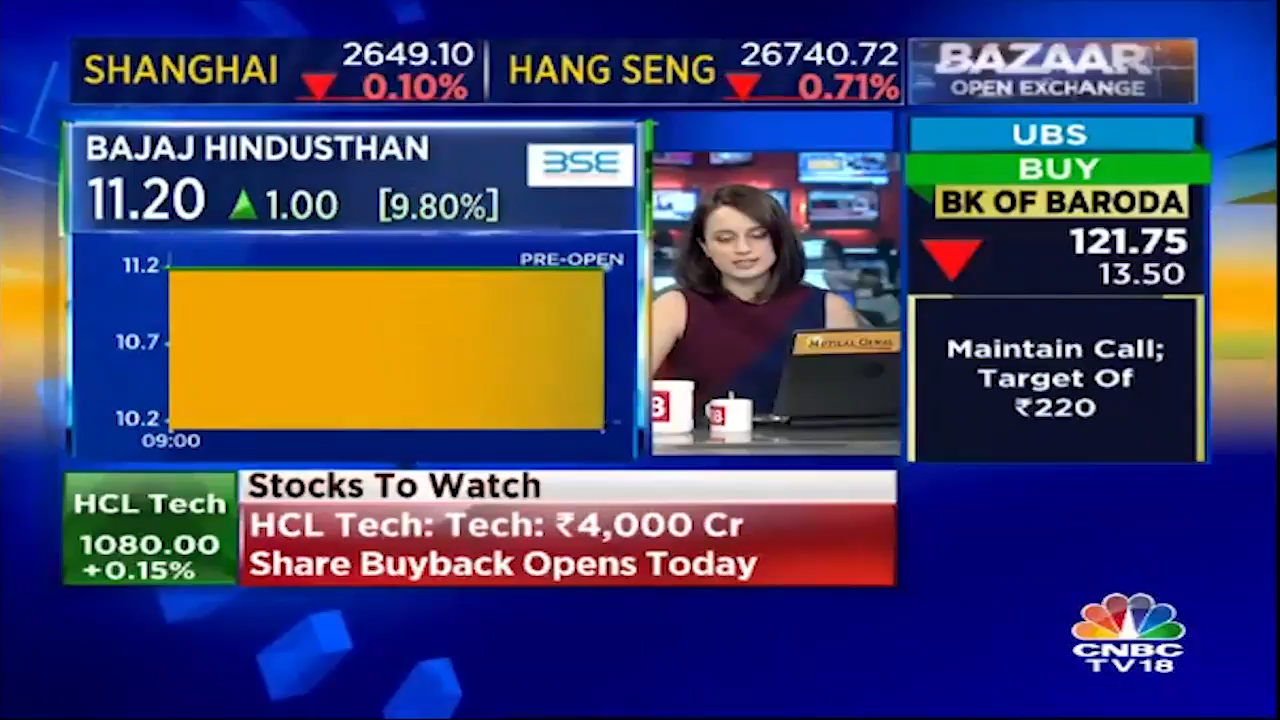 SHANGHAI
2649.10
0.10%
HANG SENG
26740.72
0.71%
BAZAAR
OPEN EXCHANGE
BAJAJ HINDUSTHAN
11.20 1.00 [9.80%]
BSE
PRE-OPEN
11.2
10.7
10.2
09:00
MOTILAL OSWAL
B
18
UBS
BUY
BK OF BARODA
121.75
13.50
Maintain Call;
Target Of
₹220
HCL Tech
1080.00
+0.15%
Stocks To Watch
HCL Tech: Tech: ₹4,000 Cr
Share Buyback Opens Today
CNBC
TV18